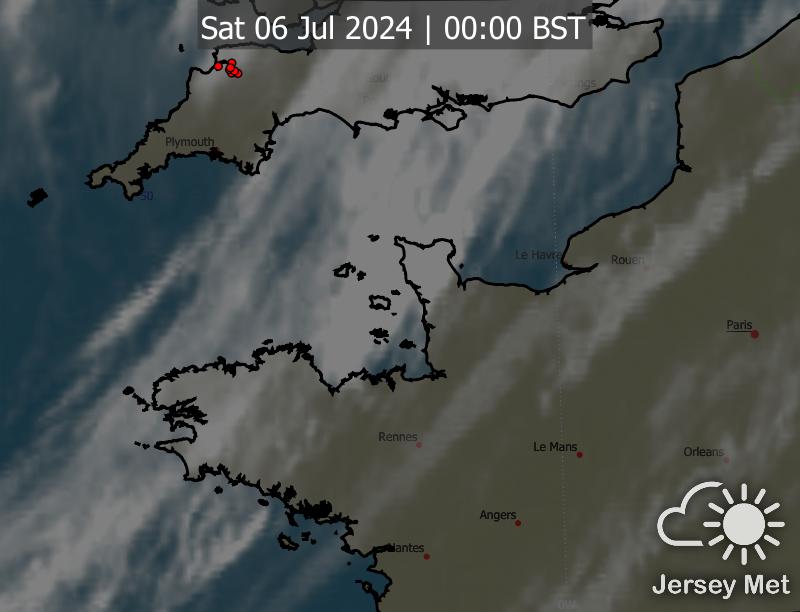 Sat 06 Jul 2024 | 00:00 BST
Plymouth
50
Le Havre
Rouen
Paris
Rennes
Le Mans
Orleans
Angers
Nantes
Jersey Met